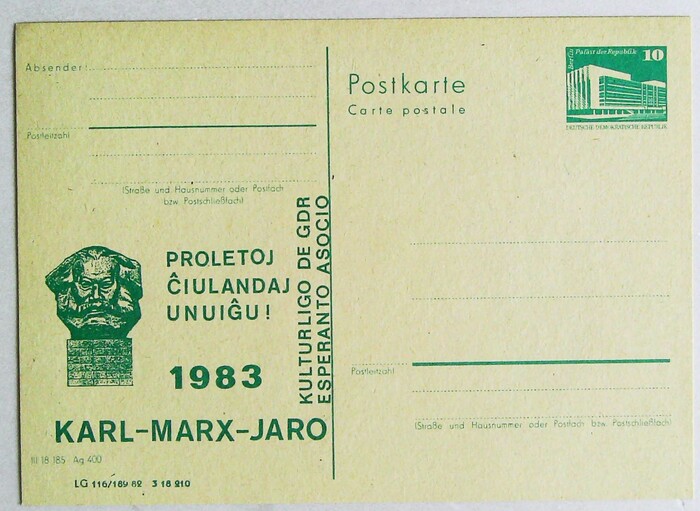 Absender:
Postleitzahl
(Straße und Hausnummer oder Postfach
bzw. Postschließfach)
PROLETOJ
ĈIULANDAJ
UNUIĜU!
1983
KARL-MARX-JARO
KULTURLIGO DE GDR
ESPERANTO ASOCIO
III 18 185 Ag 400
LG 116/189 82 3 18 210
Postkarte
Carte postale
Berlin Palast der Republik 10
DEUTSCHE DEMOKRATISCHE REPUBLIK
Postleitzahl
(Straße und Hausnummer oder Postfach bzw. Postschließfach)